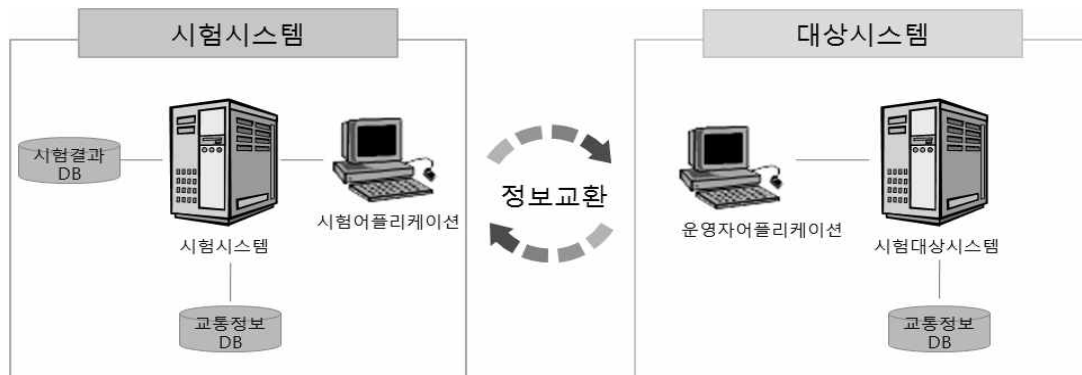 시험시스템
대상시스템
시험결과
DB
시험시스템
시험어플리케이션
교통정보
DB
정보교환
운영자어플리케이션
시험대상시스템
교통정보
DB